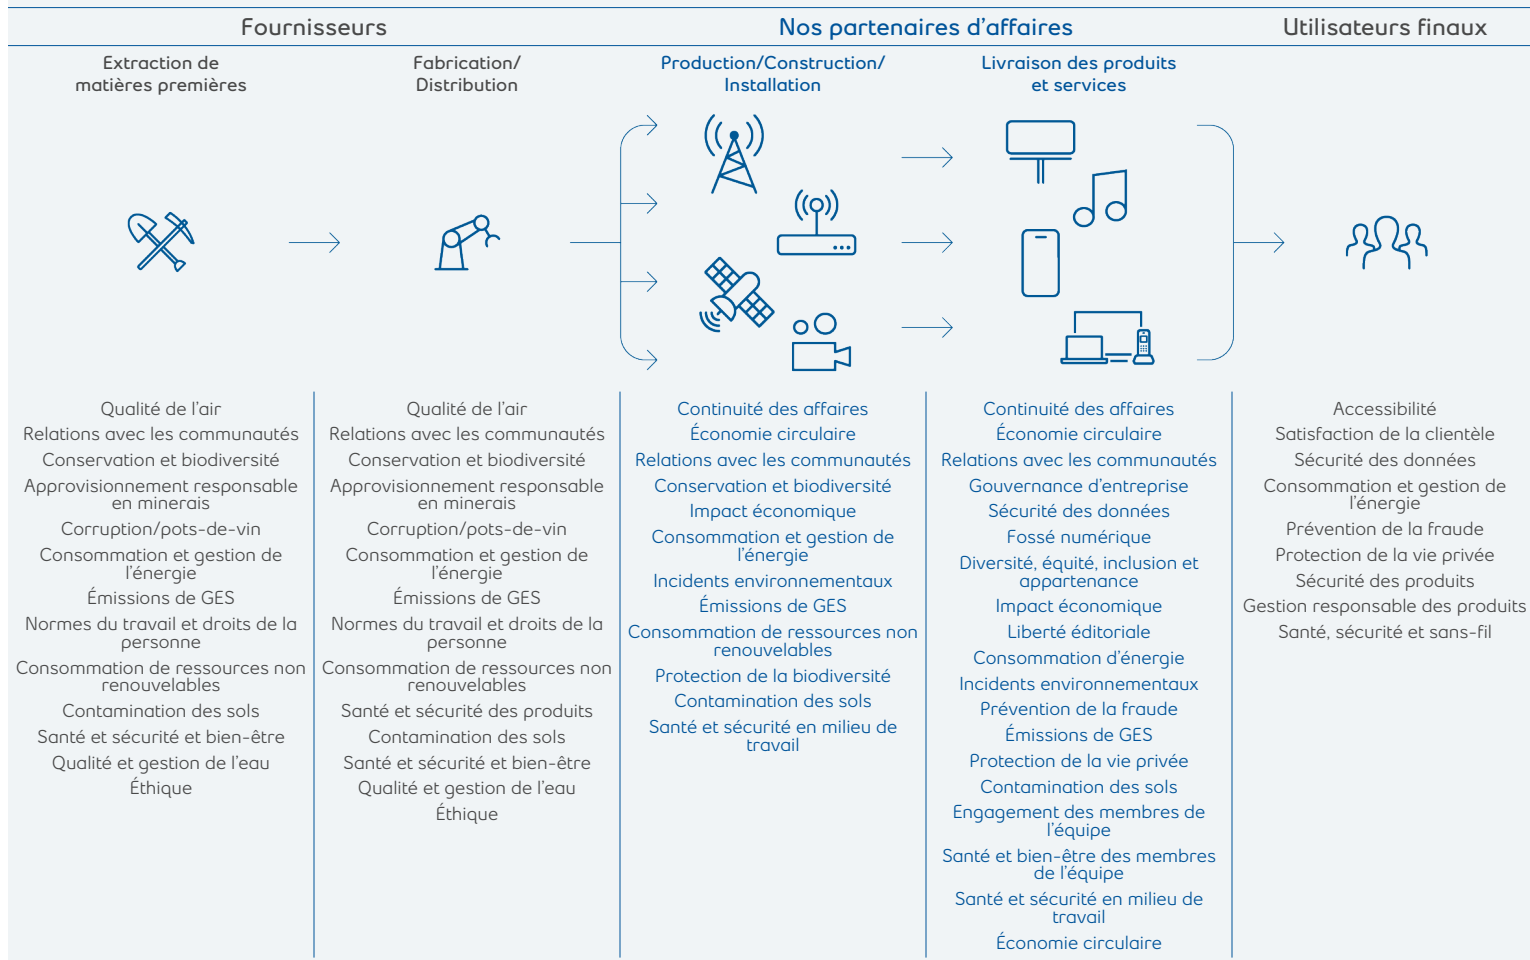 Fournisseurs
Nos partenaires d'affaires
Utilisateurs finaux
Extraction de
matières premières
Fabrication/
Distribution
Production/Construction/
Installation
Livraison des produits
et services
Qualité de l'air
Relations avec les communautés
Conservation et biodiversité
Approvisionnement responsable
en minerais
Corruption/pots-de-vin
Consommation et gestion de
l'énergie
Émissions de GES
Normes du travail et droits de la
personne
Consommation de ressources non
renouvelables
Contamination des sols
Santé et sécurité et bien-être
Qualité et gestion de l'eau
Éthique
Qualité de l'air
Relations avec les communautés
Conservation et biodiversité
Approvisionnement responsable
en minerais
Corruption/pots-de-vin
Consommation et gestion de
l'énergie
Émissions de GES
Normes du travail et droits de la
personne
Consommation de ressources non
renouvelables
Santé et sécurité des produits
Contamination des sols
Santé et sécurité et bien-être
Qualité et gestion de l'eau
Éthique
Continuité des affaires
Économie circulaire
Relations avec les communautés
Conservation et biodiversité
Impact économique
Consommation et gestion de
l'énergie
Incidents environnementaux
Émissions de GES
Consommation de ressources non
renouvelables
Protection de la biodiversité
Contamination des sols
Santé et sécurité en milieu de
travail
Continuité des affaires
Économie circulaire
Relations avec les communautés
Gouvernance d'entreprise
Sécurité des données
Fossé numérique
Diversité, équité, inclusion et
appartenance
Impact économique
Liberté éditoriale
Consommation d'énergie
Incidents environnementaux
Prévention de la fraude
Émissions de GES
Protection de la vie privée
Contamination des sols
Engagement des membres de
l'équipe
Santé et bien-être des membres
de l'équipe
Santé et sécurité en milieu de
travail
Économie circulaire
Accessibilité
Satisfaction de la clientèle
Sécurité des données
Consommation et gestion de
l'énergie
Prévention de la fraude
Protection de la vie privée
Sécurité des produits
Gestion responsable des produits
Santé, sécurité et sans-fil